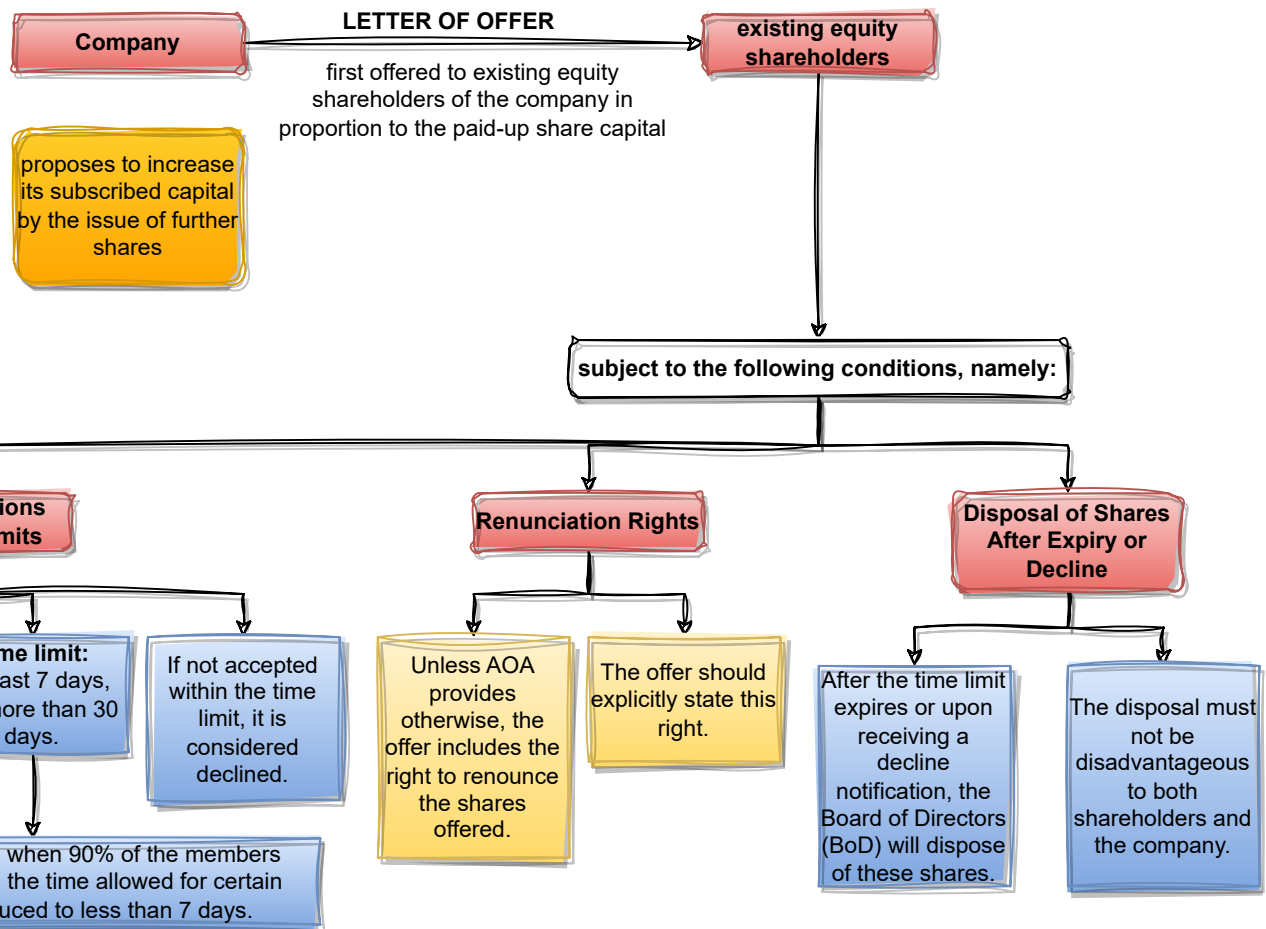 LETTER OF OFFER
Company
existing equity
shareholders
first offered to existing equity
shareholders of the company in
proportion to the paid-up share capital
proposes to increase
its subscribed capital
by the issue of further
shares
subject to the following conditions, namely:
ions
mits
Renunciation Rights
Disposal of Shares
After Expiry or
Decline
me limit:
ast 7 days,
more than 30
days.
If not accepted
within the time
limit, it is
considered
declined.
Unless AOA
provides
otherwise, the
offer includes the
right to renounce
the shares
offered.
The offer should
explicitly state this
right.
After the time limit
expires or upon
receiving a
decline
notification, the
Board of Directors
(BoD) will dispose
of these shares.
The disposal must
not be
disadvantageous
to both
shareholders and
the company.
when 90% of the members
the time allowed for certain
uced to less than 7 days.